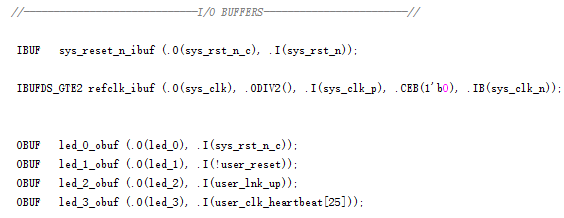 //——————————————————I/O BUFFERS———————————————//
IBUF   sys_reset_n_ibuf (.O(sys_rst_n_c), .I(sys_rst_n));
IBUFDS_GTE2 refclk_ibuf (.O(sys_clk), .ODIV2(), .I(sys_clk_p), .CEB(1'b0), .IB(sys_clk_n));
OBUF   led_0_obuf (.O(led_0), .I(sys_rst_n_c));
OBUF   led_1_obuf (.O(led_1), .I(!user_reset));
OBUF   led_2_obuf (.O(led_2), .I(user_lnk_up));
OBUF   led_3_obuf (.O(led_3), .I(user_clk_heartbeat[25]));